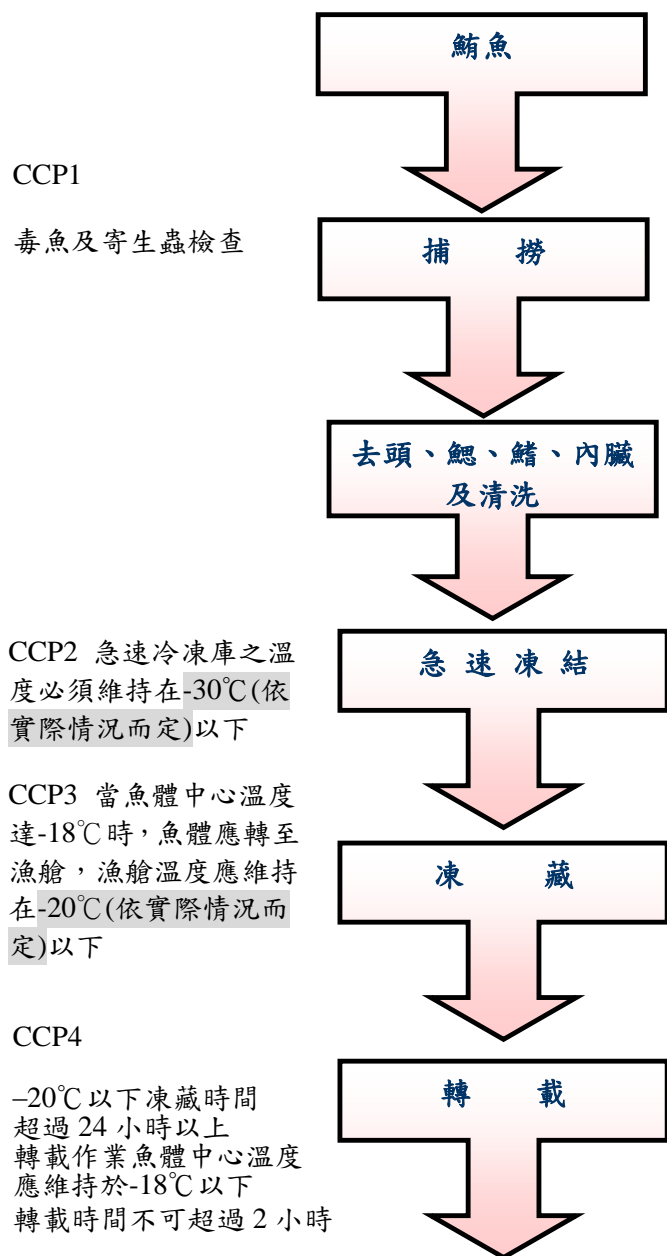 鮪魚
CCP1
毒魚及寄生蟲檢查
捕 撈
去頭、鰓、鰭、內臟
及清洗
CCP2 急速冷凍庫之溫
度必須維持在-30℃(依
實際情況而定)以下
急 速 凍 結
CCP3 當魚體中心溫度
達-18℃時，魚體應轉至
漁艙，漁艙溫度應維持
在-20℃(依實際情況而
定)以下
凍 藏
CCP4
–20℃以下凍藏時間
超過 24 小時以上
轉載作業魚體中心溫度
應維持於-18℃以下
轉載時間不可超過 2 小時
轉 載